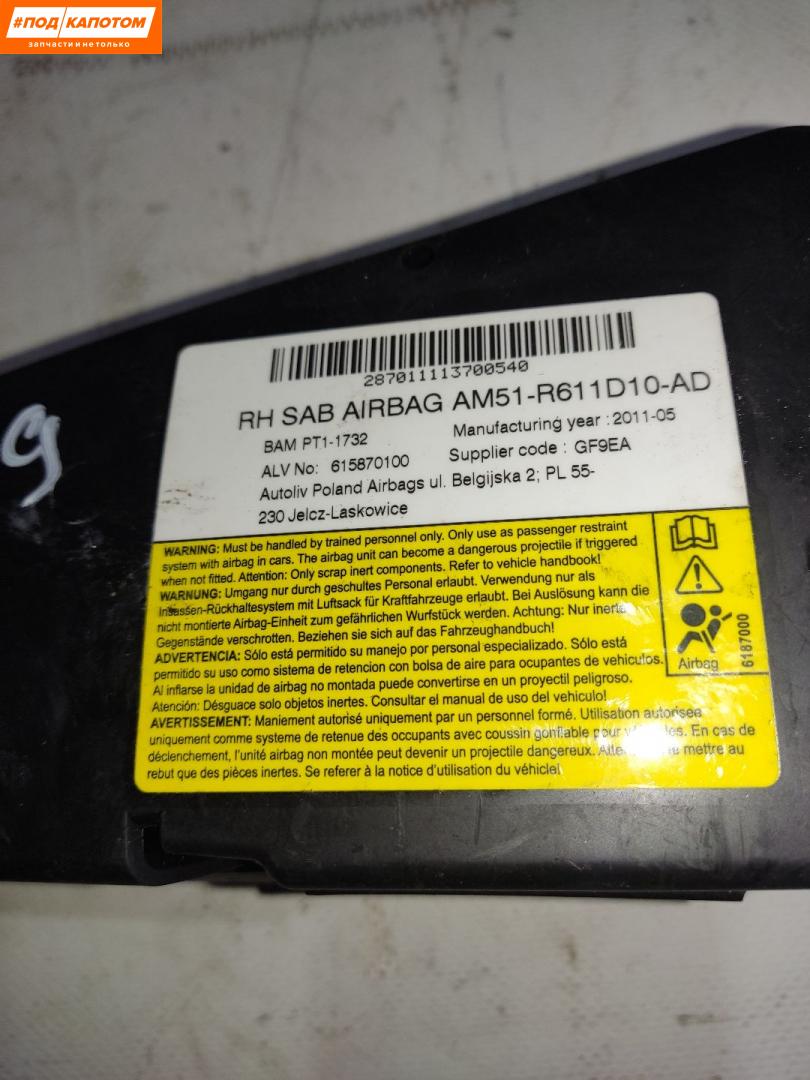 #ПОД КАПОТОМ
запчасти и не только
287011113700540
RH SAB AIRBAG AM51-R611D10-AD
BAM PT1-1732
Manufacturing year : 2011-05
ALV No: 615870100
Supplier code : GF9EA
Autoliv Poland Airbags ul. Belgijska 2; PL 55-
230 Jelcz-Laskowice
WARNING: Must be handled by trained personnel only. Only use as passenger restraint
system with airbag in cars. The airbag unit can become a dangerous projectile if triggered
when not fitted. Attention: Only scrap inert components. Refer to vehicle handbook!
WARNUNG: Umgang nur durch geschultes Personal erlaubt. Verwendung nur als
Insassen-Rückhaltesystem mit Luftsack für Kraftfahrzeuge erlaubt. Bei Auslösung kann die
nicht montierte Airbag-Einheit zum gefährlichen Wurfstück werden. Achtung: Nur inerte
Gegenstände verschrotten. Beziehen sie sich auf das Fahrzeughandbuch!
ADVERTENCIA: Sólo está permitido su manejo por personal especializado. Sólo está
permitido su uso como sistema de retencion con bolsa de aire para ocupantes de vehículos.
Al inflarse la unidad de airbag no montada puede convertirse en un proyectil peligroso.
Atención: Désguace solo objetos inertes. Consultar el manual de uso del vehiculo!
AVERTISSEMENT: Maniement autorisé uniquement par un personnel formé. Utilisation autorisée
uniquement comme systeme de retenue des occupants avec coussin gonflable pour véhicules. En cas de
déclenchement, l'unité airbag non montée peut devenir un projectile dangereux. mettre au
rebut que des pièces inertes. Se referer à la notice d'utilisation du véhicle!
Airbag
6187000